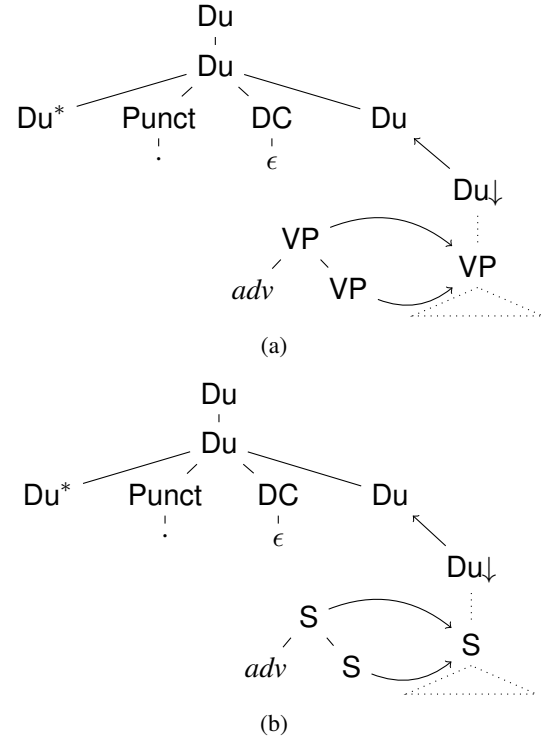 Du
Du
Du* Punct DC Du
. ϵ
Du↓
VP VP
adv VP
(a)
Du
Du
Du* Punct DC Du
. ϵ
Du↓
S S
adv S
(b)